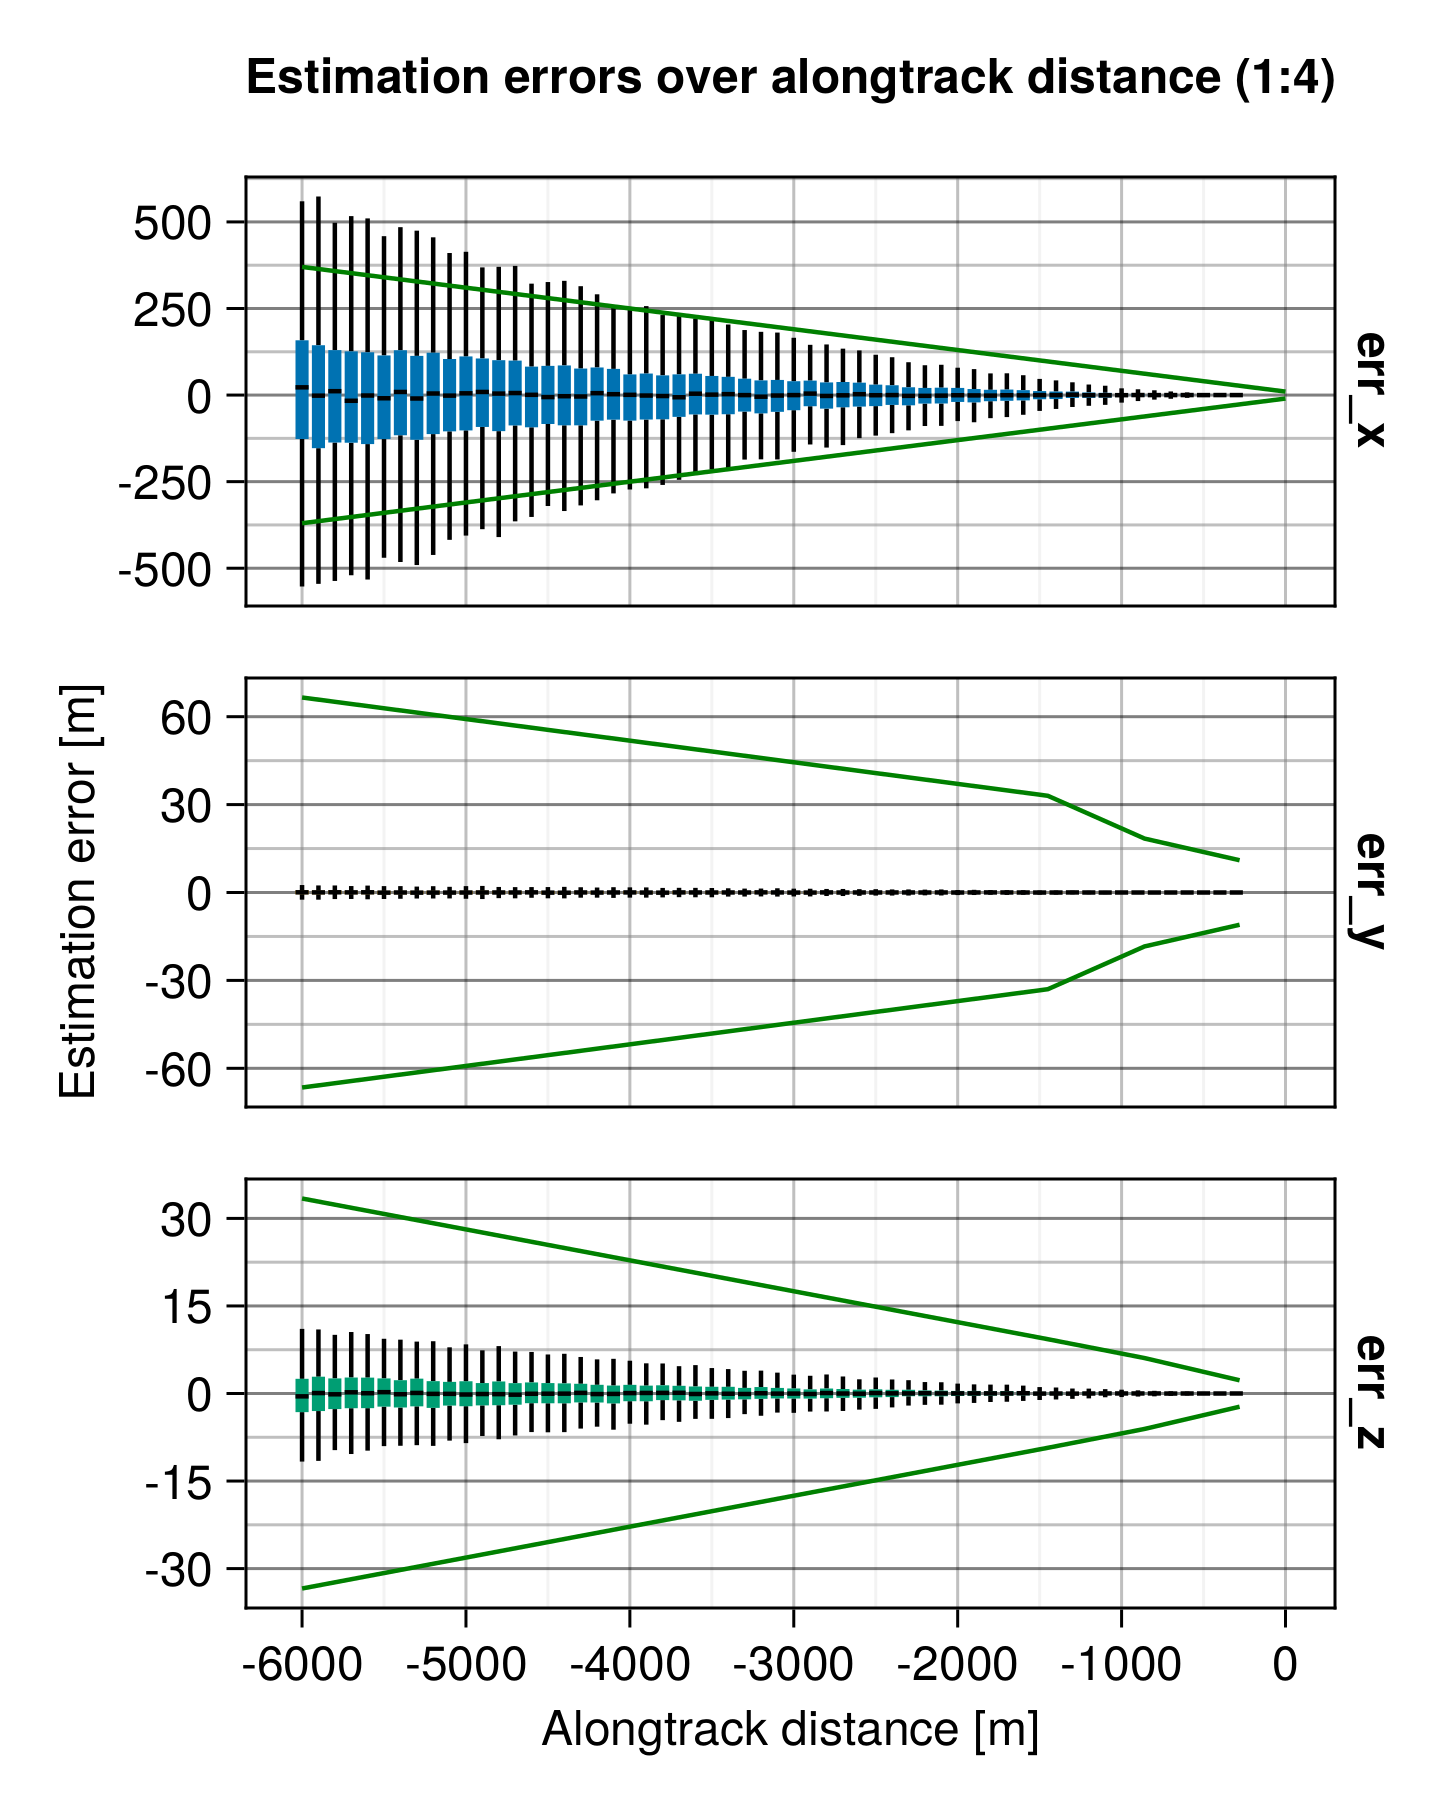 Estimation errors over alongtrack distance (1:4)
500
250
0
-250
-500
err_x
Estimation error [m]
60
30
0
-30
-60
err_y
30
15
0
-15
-30
err_z
-6000 -5000 -4000 -3000 -2000 -1000 0
Alongtrack distance [m]